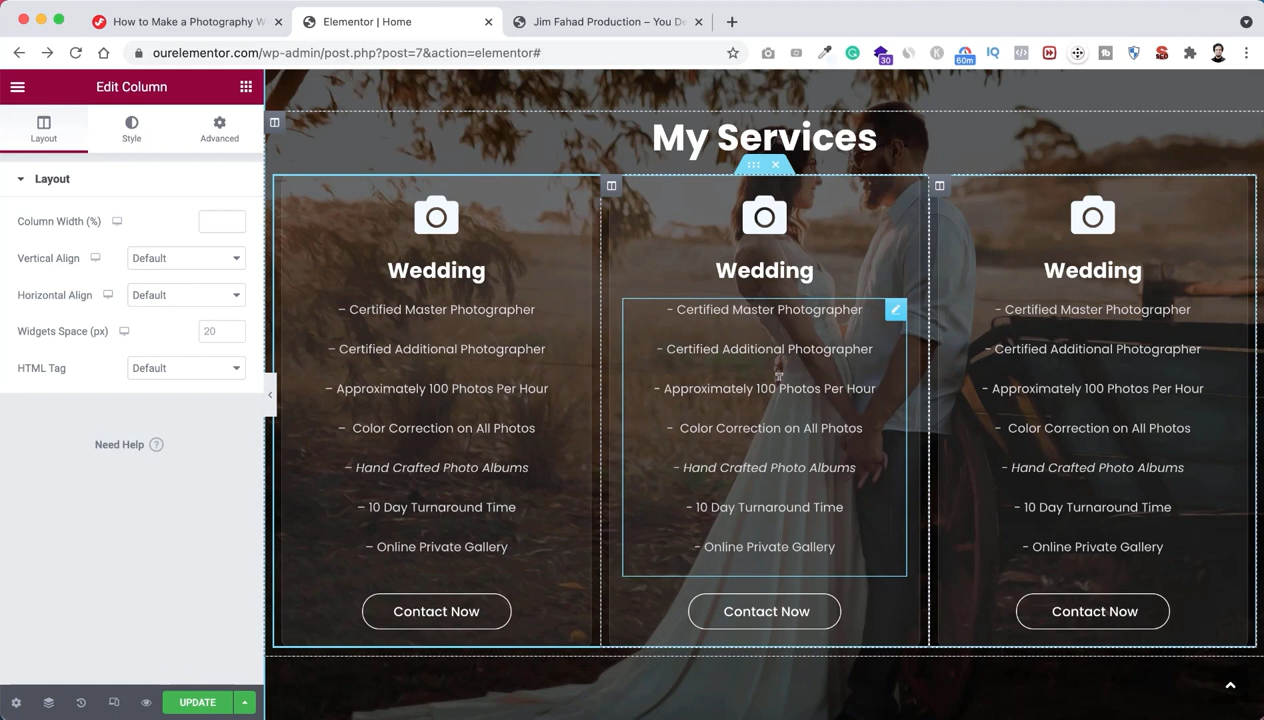 How to Make a Photography W
Elementor | Home
Jim Fahad Production – You De
ourelementor.com/wp-admin/post.php?post=7&action=elementor#
30
60m
IQ
Edit Column
Layout
Style
Advanced
Layout
Column Width (%)
Vertical Align
Default
Horizontal Align
Default
Widgets Space (px)
20
HTML Tag
Default
Need Help ?
UPDATE
My Services
Wedding
– Certified Master Photographer
– Certified Additional Photographer
– Approximately 100 Photos Per Hour
– Color Correction on All Photos
– Hand Crafted Photo Albums
– 10 Day Turnaround Time
– Online Private Gallery
Contact Now
Wedding
- Certified Master Photographer
- Certified Additional Photographer
- Approximately 100 Photos Per Hour
- Color Correction on All Photos
- Hand Crafted Photo Albums
- 10 Day Turnaround Time
- Online Private Gallery
Contact Now
Wedding
- Certified Master Photographer
- Certified Additional Photographer
- Approximately 100 Photos Per Hour
- Color Correction on All Photos
- Hand Crafted Photo Albums
- 10 Day Turnaround Time
- Online Private Gallery
Contact Now